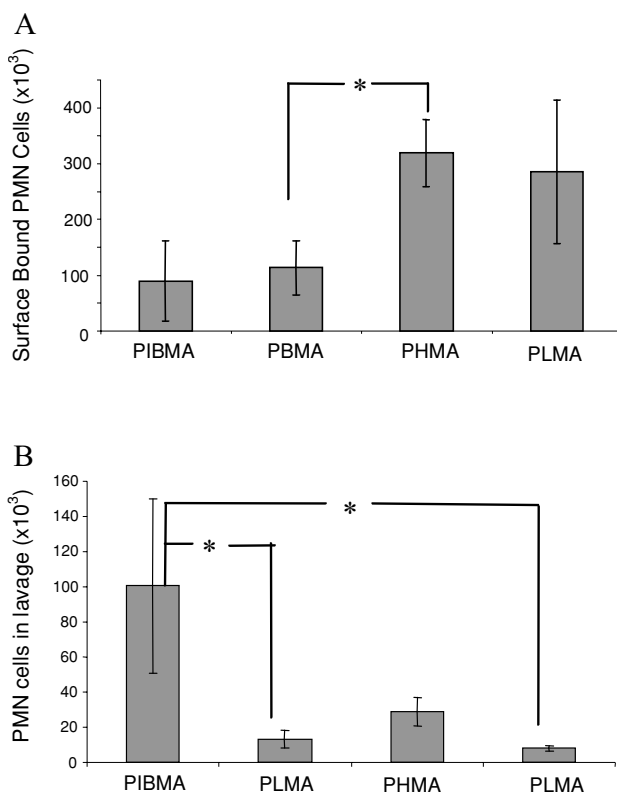 A
Surface Bound PMN Cells (x10³)
400
300
200
100
0
*
PIBMA PBMA PHMA PLMA
B
PMN cells in lavage (x10³)
160
140
120
100
80
60
40
20
0
*
*
PIBMA PLMA PHMA PLMA